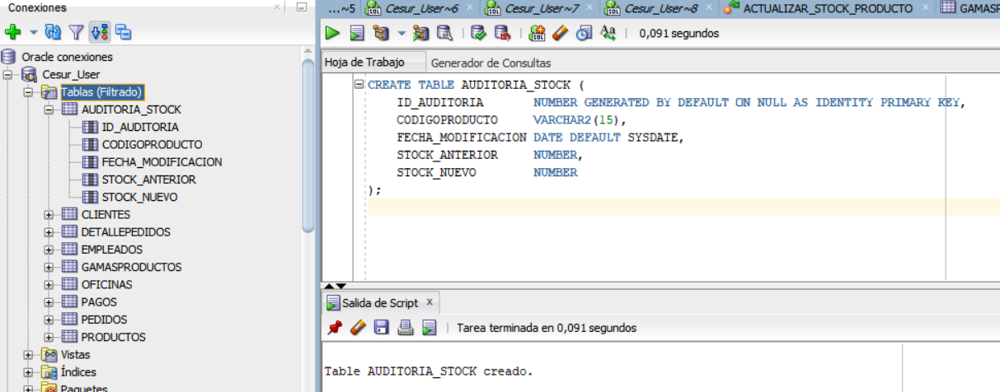 Conexiones
Oracle conexiones
Cesur_User
Tablas (Filtrado)
AUDITORIA_STOCK
ID_AUDITORIA
CODIGOPRODUCTO
FECHA_MODIFICACION
STOCK_ANTERIOR
STOCK_NUEVO
CLIENTES
DETALLEPEDIDOS
EMPLEADOS
GAMASPRODUCTOS
OFICINAS
PAGOS
PEDIDOS
PRODUCTOS
Vistas
Índices
Paquetes
...~5 Cesur_User~6 Cesur_User~7 Cesur_User~8 ACTUALIZAR_STOCK_PRODUCTO GAMASP
0,091 segundos
Hoja de Trabajo Generador de Consultas
CREATE TABLE AUDITORIA_STOCK (
ID_AUDITORIA NUMBER GENERATED BY DEFAULT ON NULL AS IDENTITY PRIMARY KEY,
CODIGOPRODUCTO VARCHAR2(15),
FECHA_MODIFICACION DATE DEFAULT SYSDATE,
STOCK_ANTERIOR NUMBER,
STOCK_NUEVO NUMBER
);
Salida de Script x
Tarea terminada en 0,091 segundos
Table AUDITORIA_STOCK creado.